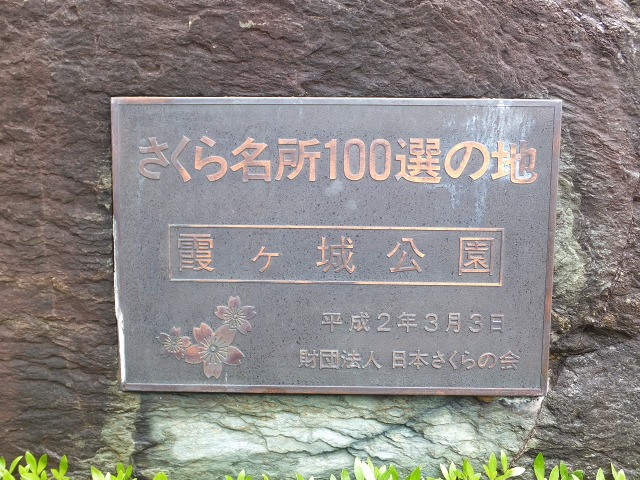 さくら名所100選の地
霞ヶ城公園
平成2年3月3日
財団法人 日本さくらの会